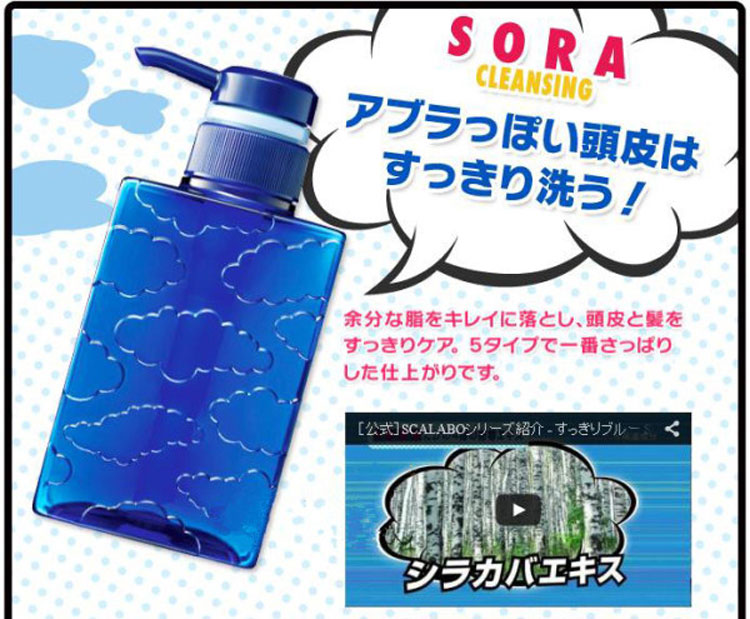 SORA
CLEANSING
アブラっぽい頭皮は
すっきり洗う!
余分な脂をキレイに落とし、頭皮と髪を
すっきりケア。5タイプで一番さっぱり
した仕上がりです。
[公式]SCALABOシリーズ紹介 - すっきりブルー
シラカバエキス